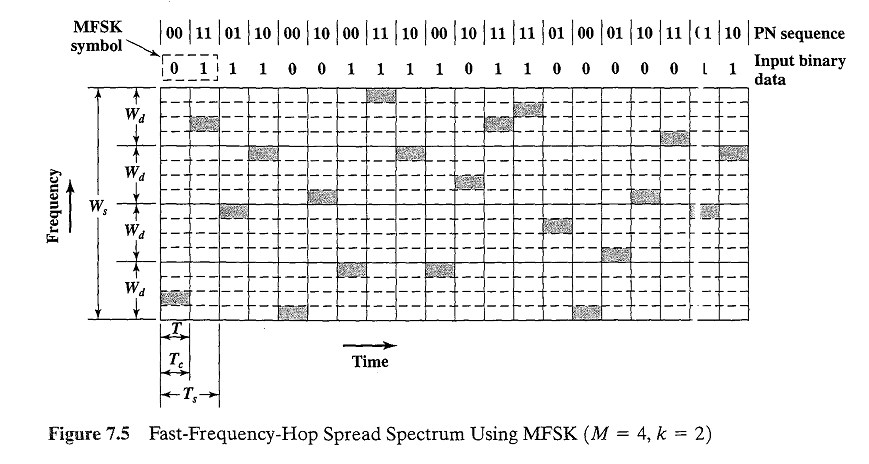 MFSK symbol
00 11 01 10 00 10 00 11 10 00 10 11 11 01 00 01 10 11 (1 10 PN sequence
0 1 1 1 0 0 1 1 1 1 0 1 1 0 0 0 0 0 1 1 Input binary data
W_d
W_d
W_s
W_d
W_d
Frequency
T
T_c
T_s
Time
Figure 7.5 Fast-Frequency-Hop Spread Spectrum Using MFSK (M = 4, k = 2)